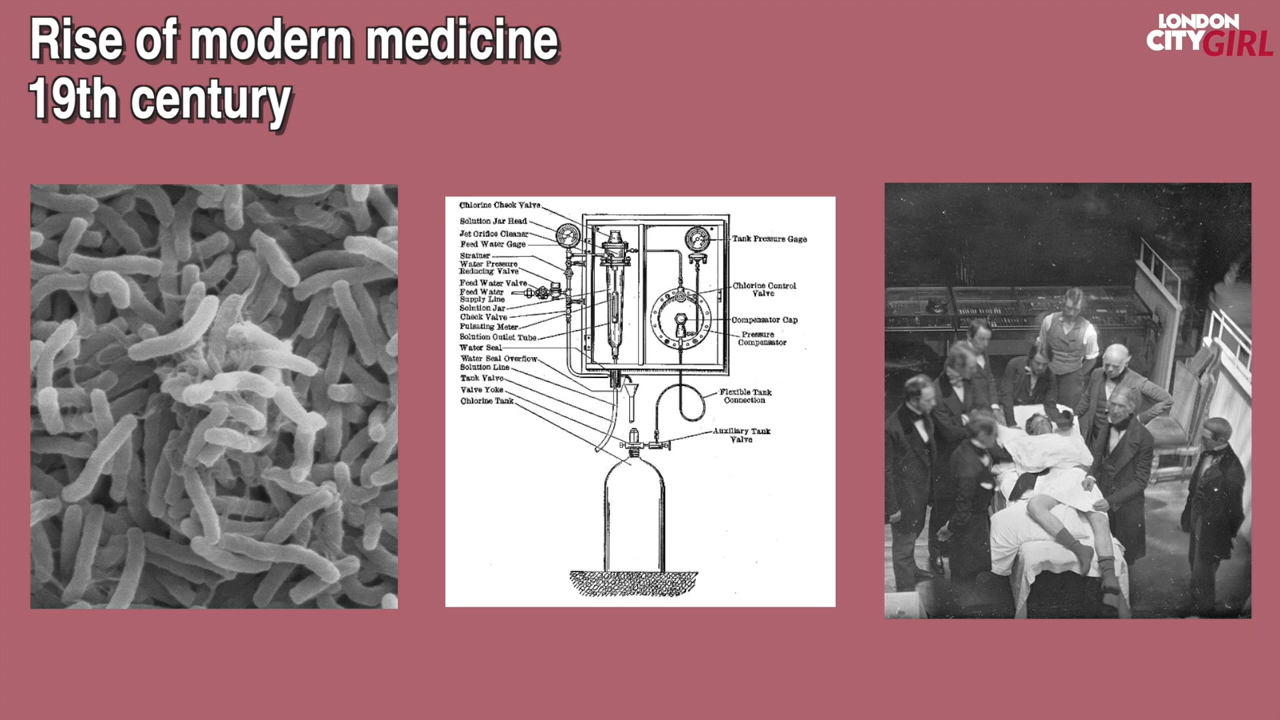 Rise of modern medicine
19th century
LONDON
CITY GIRL
Chlorine Check Valve
Solution Jar Head
Jet Orifice Cleaner
Feed Water Gage
Strainer
Water Pressure
Reducing Valve
Feed Water Valve
Feed Water
Supply Line
Solution Jar
Check Valve
Pulsating Meter
Solution Outlet Tube
Water Seal
Water Seal Overflow
Solution Line
Tank Valve
Valve Yoke
Chlorine Tank
Tank Pressure Gage
Chlorine Control
Valve
Compensator Cap
Pressure
Compensator
Flexible Tank
Connection
Auxiliary Tank
Valve